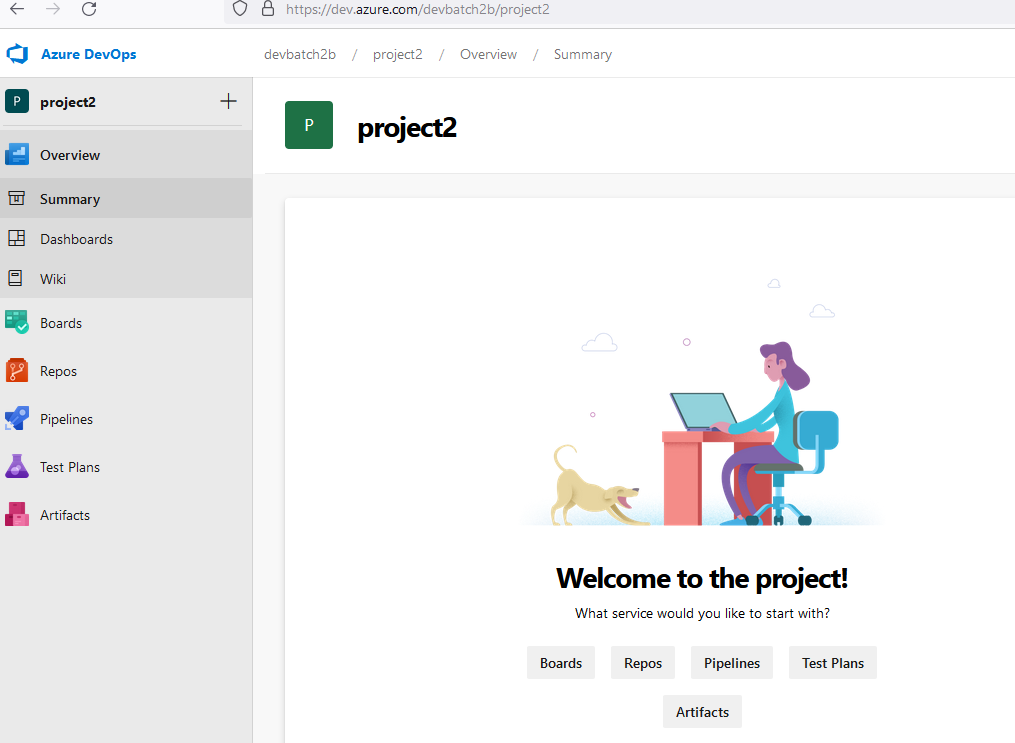 https://dev.azure.com/devbatch2b/project2
Azure DevOps
devbatch2b / project2 / Overview / Summary
P project2 +
Overview
Summary
Dashboards
Wiki
Boards
Repos
Pipelines
Test Plans
Artifacts
P project2
Welcome to the project!
What service would you like to start with?
Boards Repos Pipelines Test Plans
Artifacts